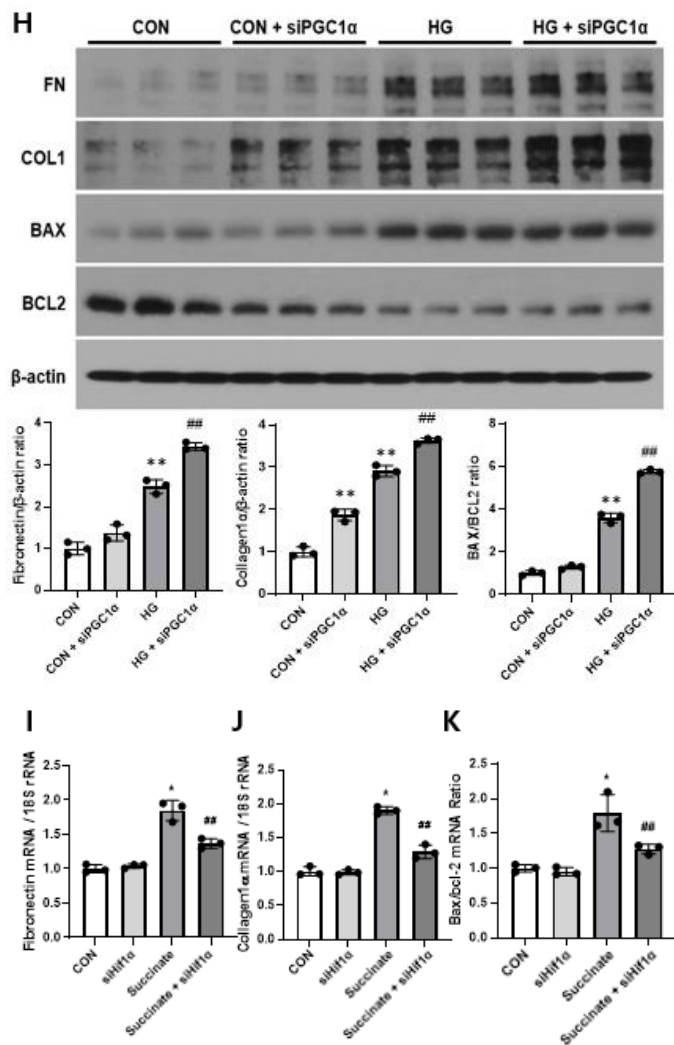 H
CON CON + siPGC1α HG HG + siPGC1α
FN
COL1
BAX
BCL2
β-actin
Fibronectin/β-actin ratio
4
3
2
1
0
**
##
CON
CON + siPGC1α
HG
HG + siPGC1α
Collagen1α/β-actin ratio
4
3
2
1
0
**
**
##
CON
CON + siPGC1α
HG
HG + siPGC1α
BAX/BCL2 ratio
8
6
4
2
0
**
##
CON
CON + siPGC1α
HG
HG + siPGC1α
I
Fibronectin mRNA / 18S rRNA
2.5
2.0
1.5
1.0
0.5
0.0
*
##
CON
siHif1α
Succinate
Succinate + siHif1α
J
Collagen1αmRNA / 18S rRNA
2.5
2.0
1.5
1.0
0.5
0.0
*
##
CON
siHif1α
Succinate
Succinate + siHif1α
K
Bax/bcl-2 mRNA Ratio
2.5
2.0
1.5
1.0
0.5
0.0
*
##
CON
siHif1α
Succinate
Succinate + siHif1α